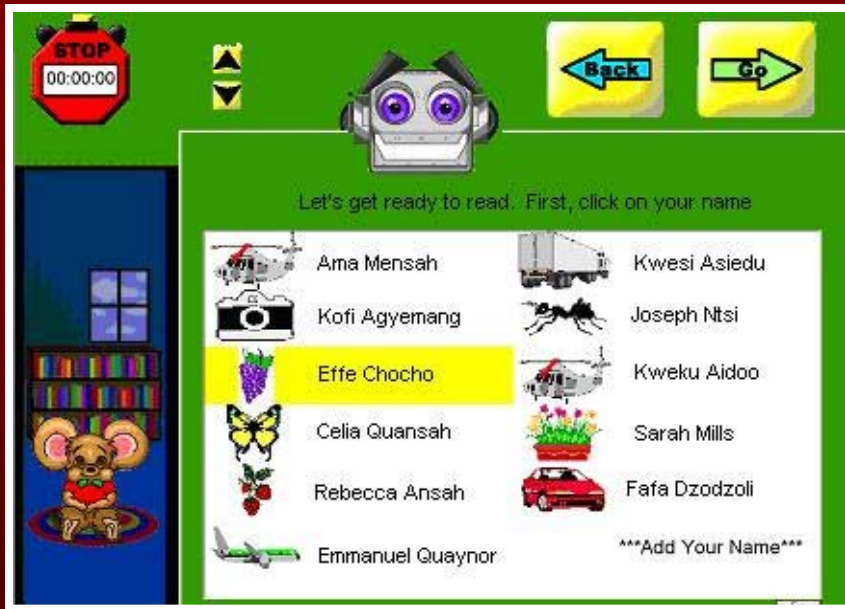 STOP
00:00:00
Back
Go
Let's get ready to read. First, click on your name
Ama Mensah
Kofi Agyemang
Effe Chocho
Celia Quansah
Rebecca Ansah
Emmanuel Quaynor
Kwesi Asiedu
Joseph Ntsi
Kweku Aidoo
Sarah Mills
Fafa Dzodzoli
***Add Your Name***